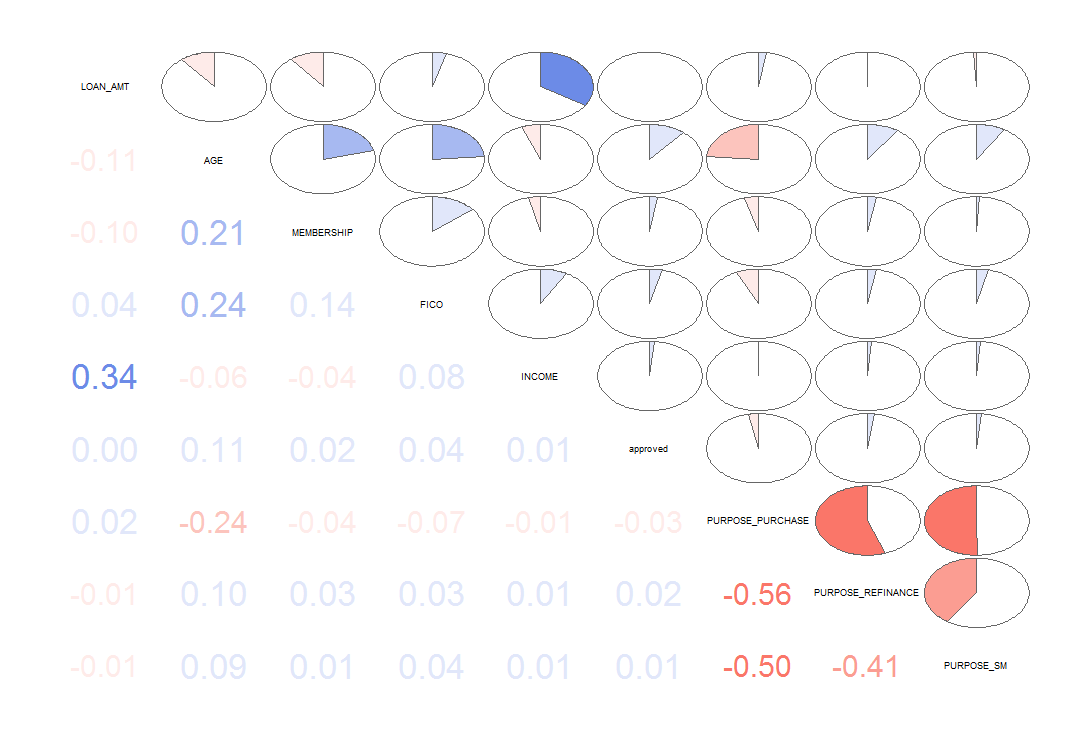 LOAN_AMT
-0.11 AGE
-0.10 0.21 MEMBERSHIP
0.04 0.24 0.14 FICO
0.34 -0.06 -0.04 0.08 INCOME
0.00 0.11 0.02 0.04 0.01 approved
0.02 -0.24 -0.04 -0.07 -0.01 -0.03 PURPOSE_PURCHASE
-0.01 0.10 0.03 0.03 0.01 0.02 -0.56 PURPOSE_REFINANCE
-0.01 0.09 0.01 0.04 0.01 0.01 -0.50 -0.41 PURPOSE_SM